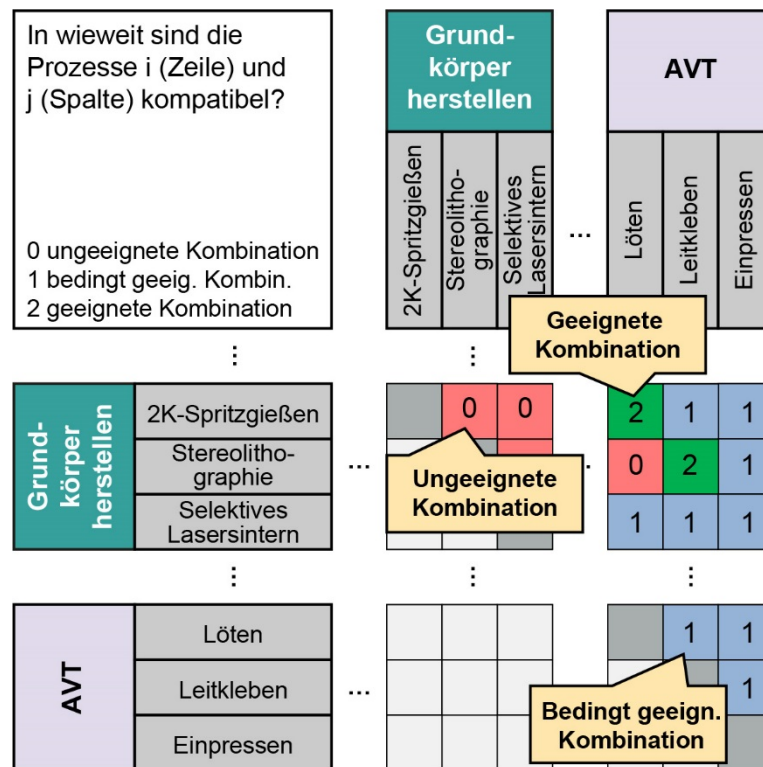 In wieweit sind die
Prozesse i (Zeile) und
j (Spalte) kompatibel?
0 ungeeignete Kombination
1 bedingt geeig. Kombin.
2 geeignete Kombination
Grund-
körper
herstellen
AVT
2K-Spritzgießen
Stereolitho-
graphie
Selektives
Lasersintern
...
Löten
Leitkleben
Einpressen
Geeignete
Kombination
Grund-
körper
herstellen
2K-Spritzgießen
0 0
2 1 1
Stereolitho-
graphie
...
0 2 1
Ungeeignete
Kombination
Selektives
Lasersintern
1 1 1
AVT
Löten
1 1
Leitkleben
...
1
Einpressen
Bedingt geeign.
Kombination